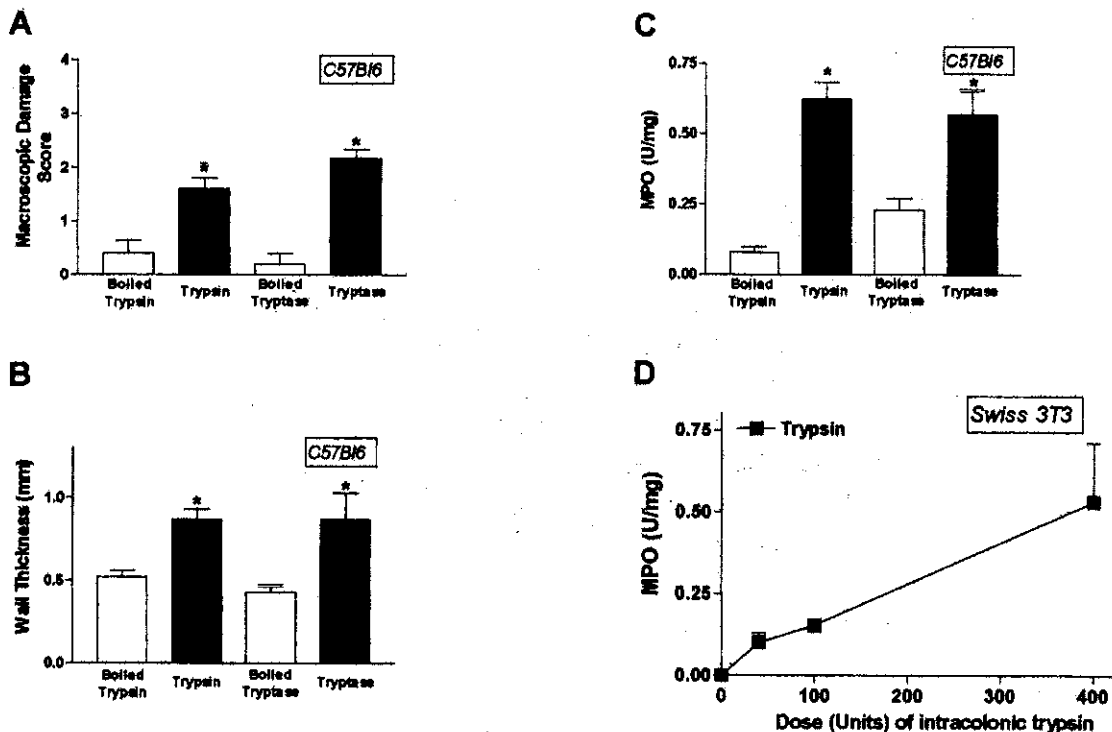 A
C57Bl6
Macroscopic Damage
Score
4
3
2
1
0
*
*
Boiled
Trypsin
Trypsin
Boiled
Tryptase
Tryptase
B
C57Bl6
Wall Thickness (mm)
1.0
0.5
0.0
*
*
Boiled
Trypsin
Trypsin
Boiled
Tryptase
Tryptase
C
C57Bl6
MPO (U/mg)
0.75
0.50
0.25
0.00
*
*
Boiled
Trypsin
Trypsin
Boiled
Tryptase
Tryptase
D
Swiss 3T3
Trypsin
MPO (U/mg)
0.75
0.50
0.25
0.00
0 100 200 300 400
Dose (Units) of intracolonic trypsin